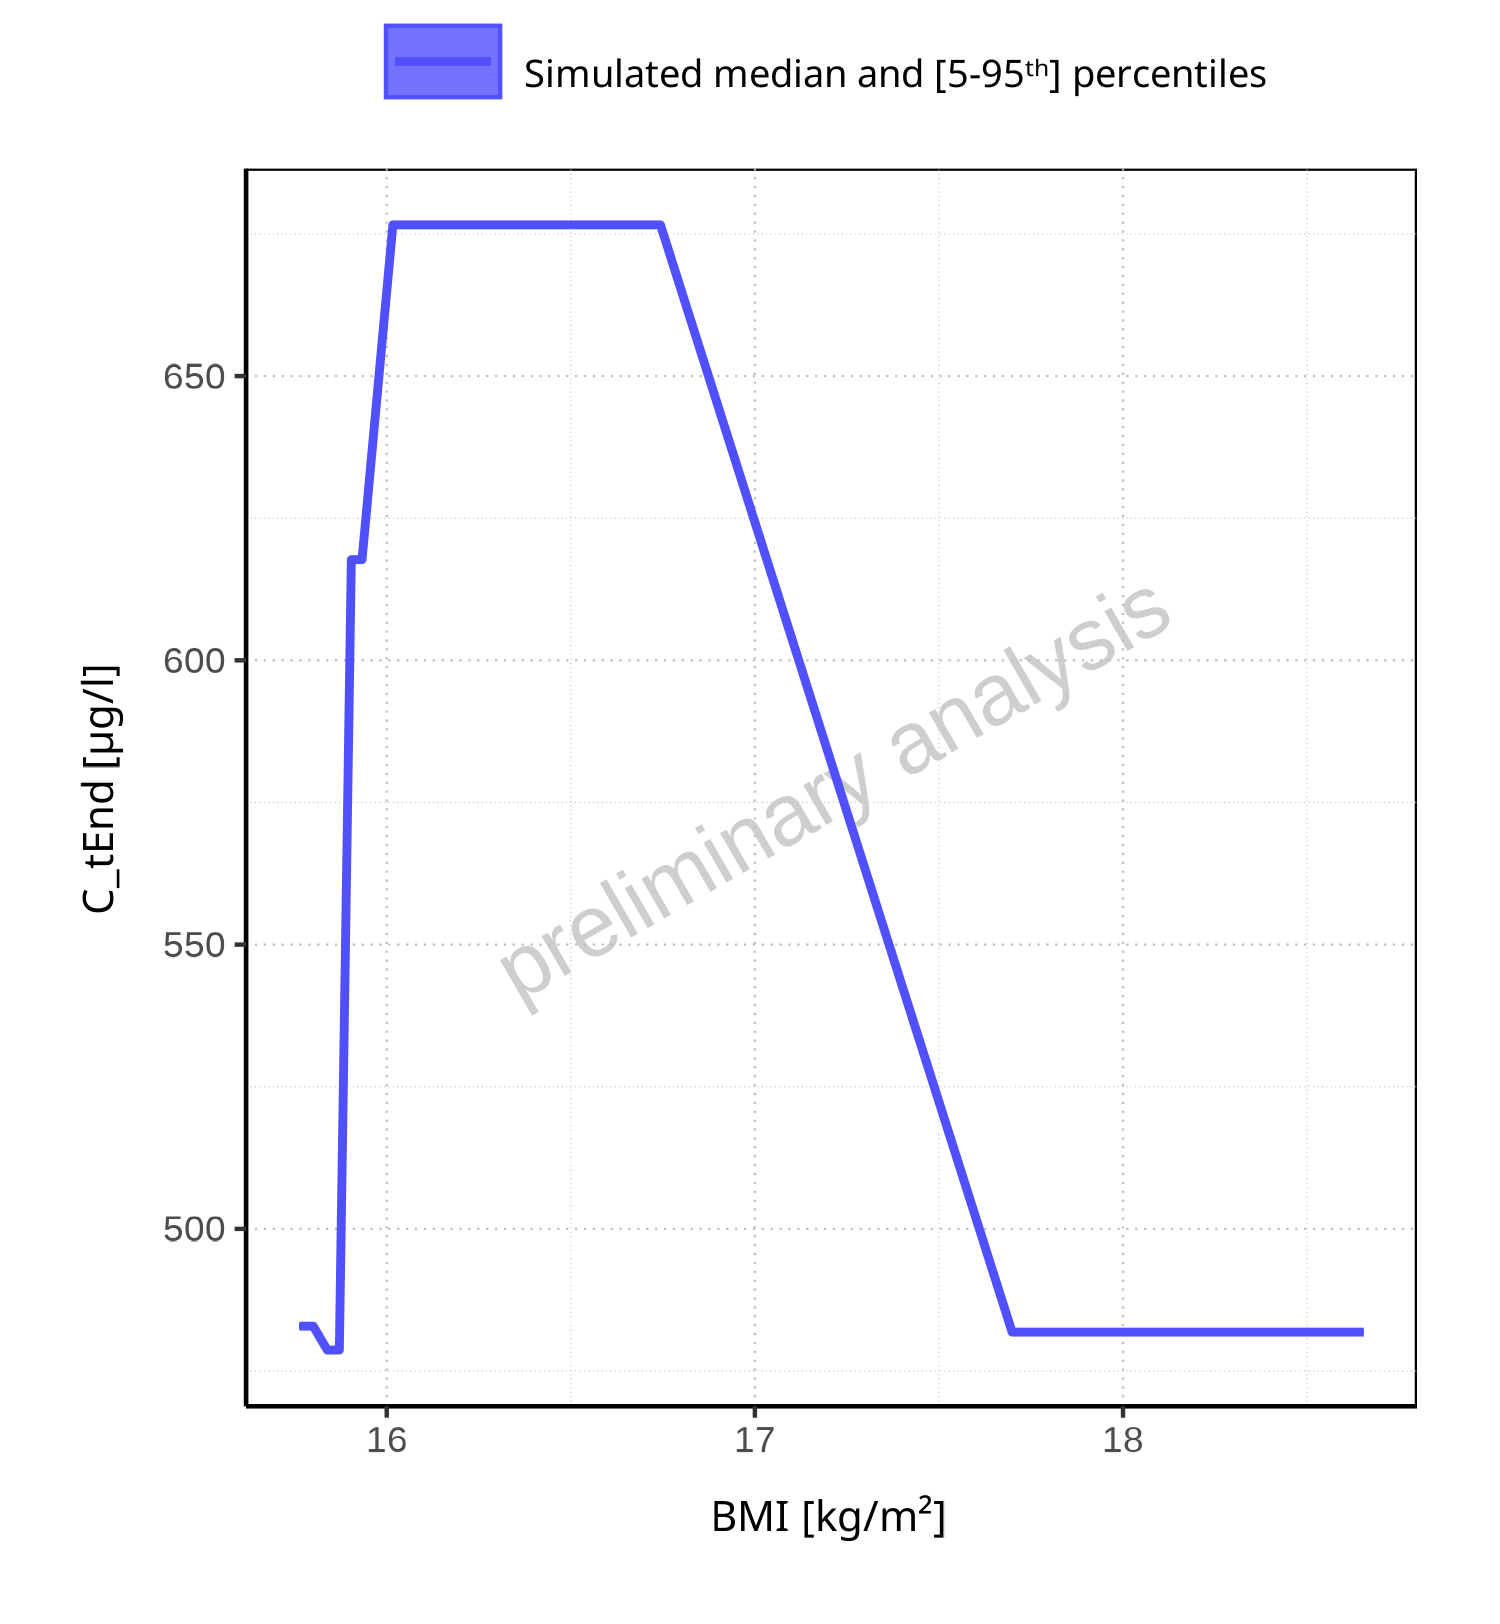 Simulated median and [5-95ᵗʰ] percentiles
650
600
550
500
C_tEnd [µg/l]
preliminary analysis
16 17 18
BMI [kg/m²]